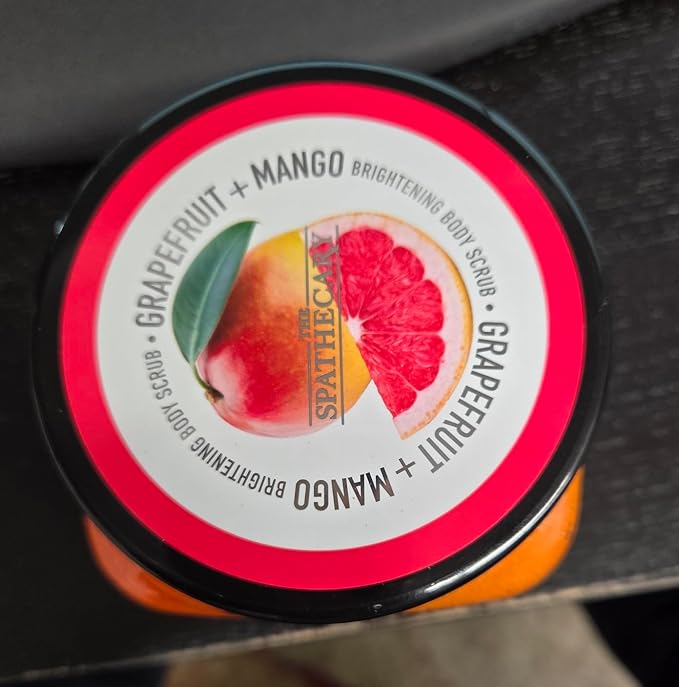 GRAPEFRUIT + MANGO BRIGHTENING BODY SCRUB • GRAPEFRUIT + MANGO BRIGHTENING BODY SCRUB •
THE
SPATHECARY